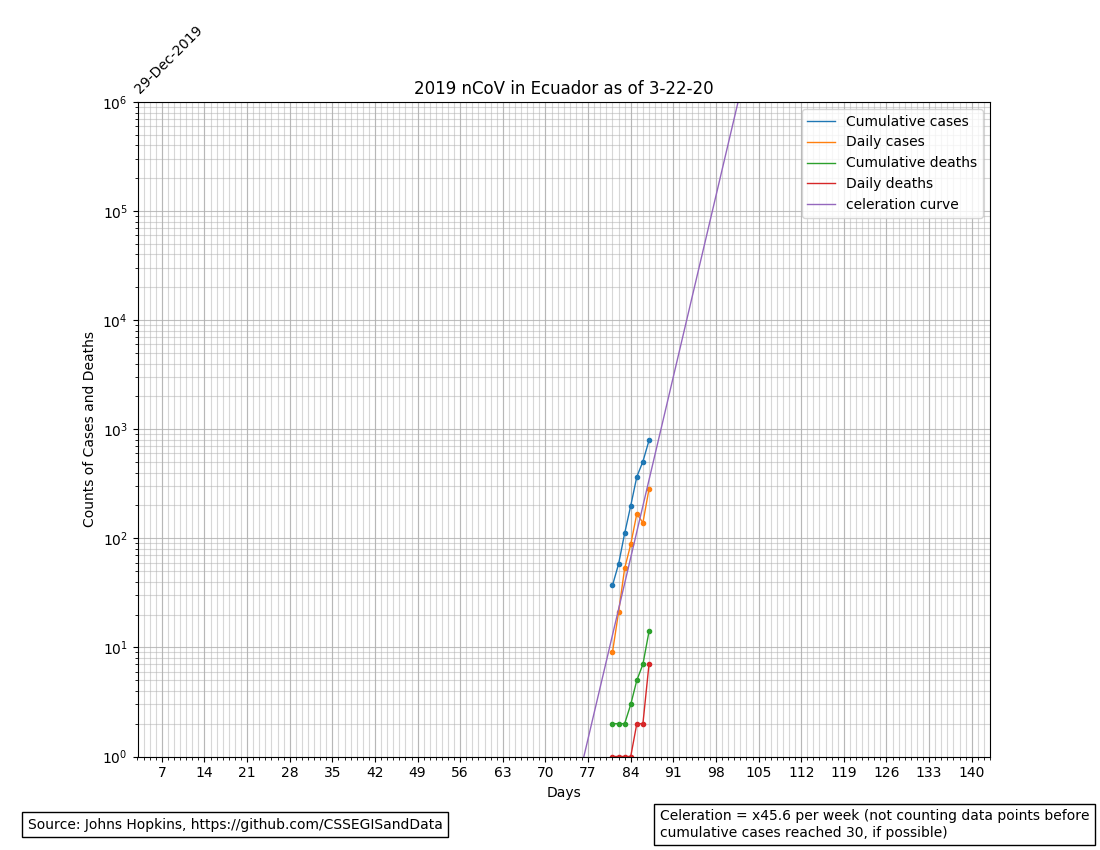 29-Dec-2019
2019 nCoV in Ecuador as of 3-22-20
10^6
10^5
10^4
10^3
10^2
10^1
10^0
Counts of Cases and Deaths
Cumulative cases
Daily cases
Cumulative deaths
Daily deaths
celeration curve
7 14 21 28 35 42 49 56 63 70 77 84 91 98 105 112 119 126 133 140
Days
Source: Johns Hopkins, https://github.com/CSSEGISandData
Celeration = x45.6 per week (not counting data points before
cumulative cases reached 30, if possible)